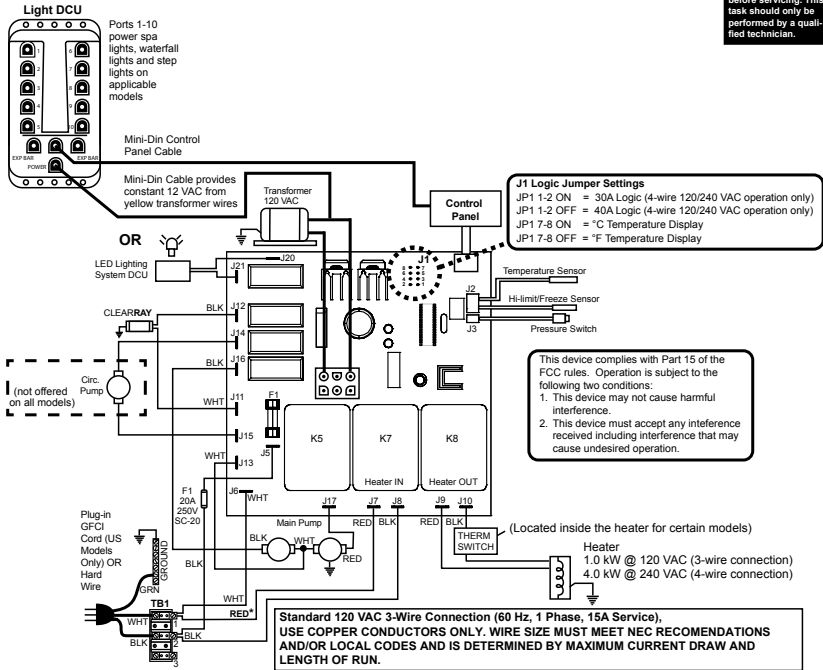 Light DCU
Ports 1-10
power spa
lights, waterfall
lights and step
lights on
applicable
models
before servicing. This
task should only be
performed by a quali-
fied technician.
1
2
3
4
5
6
7
8
9
10
EXP BAR
EXP BAR
POWER
Mini-Din Control
Panel Cable
Mini-Din Cable provides
constant 12 VAC from
yellow transformer wires
Transformer
120 VAC
Control
Panel
J1 Logic Jumper Settings
JP1 1-2 ON = 30A Logic (4-wire 120/240 VAC operation only)
JP1 1-2 OFF = 40A Logic (4-wire 120/240 VAC operation only)
JP1 7-8 ON = °C Temperature Display
JP1 7-8 OFF = °F Temperature Display
OR
LED Lighting
System DCU
J20
J21
J1
8 7
6 5
4 3
2 1
Temperature Sensor
J2
Hi-limit/Freeze Sensor
J3
Pressure Switch
CLEARRAY
BLK
J12
J14
BLK
J16
(not offered
on all models)
Circ.
Pump
WHT
J11
J15
WHT
J13
F1
J5
K5
K7
K8
Heater IN
Heater OUT
This device complies with Part 15 of the
FCC rules. Operation is subject to the
following two conditions:
1. This device may not cause harmful
interference.
2. This device must accept any inteference
received including interference that may
cause undesired operation.
F1
20A
250V
SC-20
J6
WHT
J17
J7
J8
J9
J10
Main Pump
RED
BLK
RED
BLK
BLK
WHT
RED
BLK
THERM
SWITCH
(Located inside the heater for certain models)
Heater
1.0 kW @ 120 VAC (3-wire connection)
4.0 kW @ 240 VAC (4-wire connection)
Plug-in
GFCI
Cord (US
Models
Only) OR
Hard
Wire
GROUND
GRN
TB1
WHT
WHT
RED*
1
BLK
BLK
2
3
Standard 120 VAC 3-Wire Connection (60 Hz, 1 Phase, 15A Service),
USE COPPER CONDUCTORS ONLY. WIRE SIZE MUST MEET NEC RECOMENDATIONS
AND/OR LOCAL CODES AND IS DETERMINED BY MAXIMUM CURRENT DRAW AND
LENGTH OF RUN.